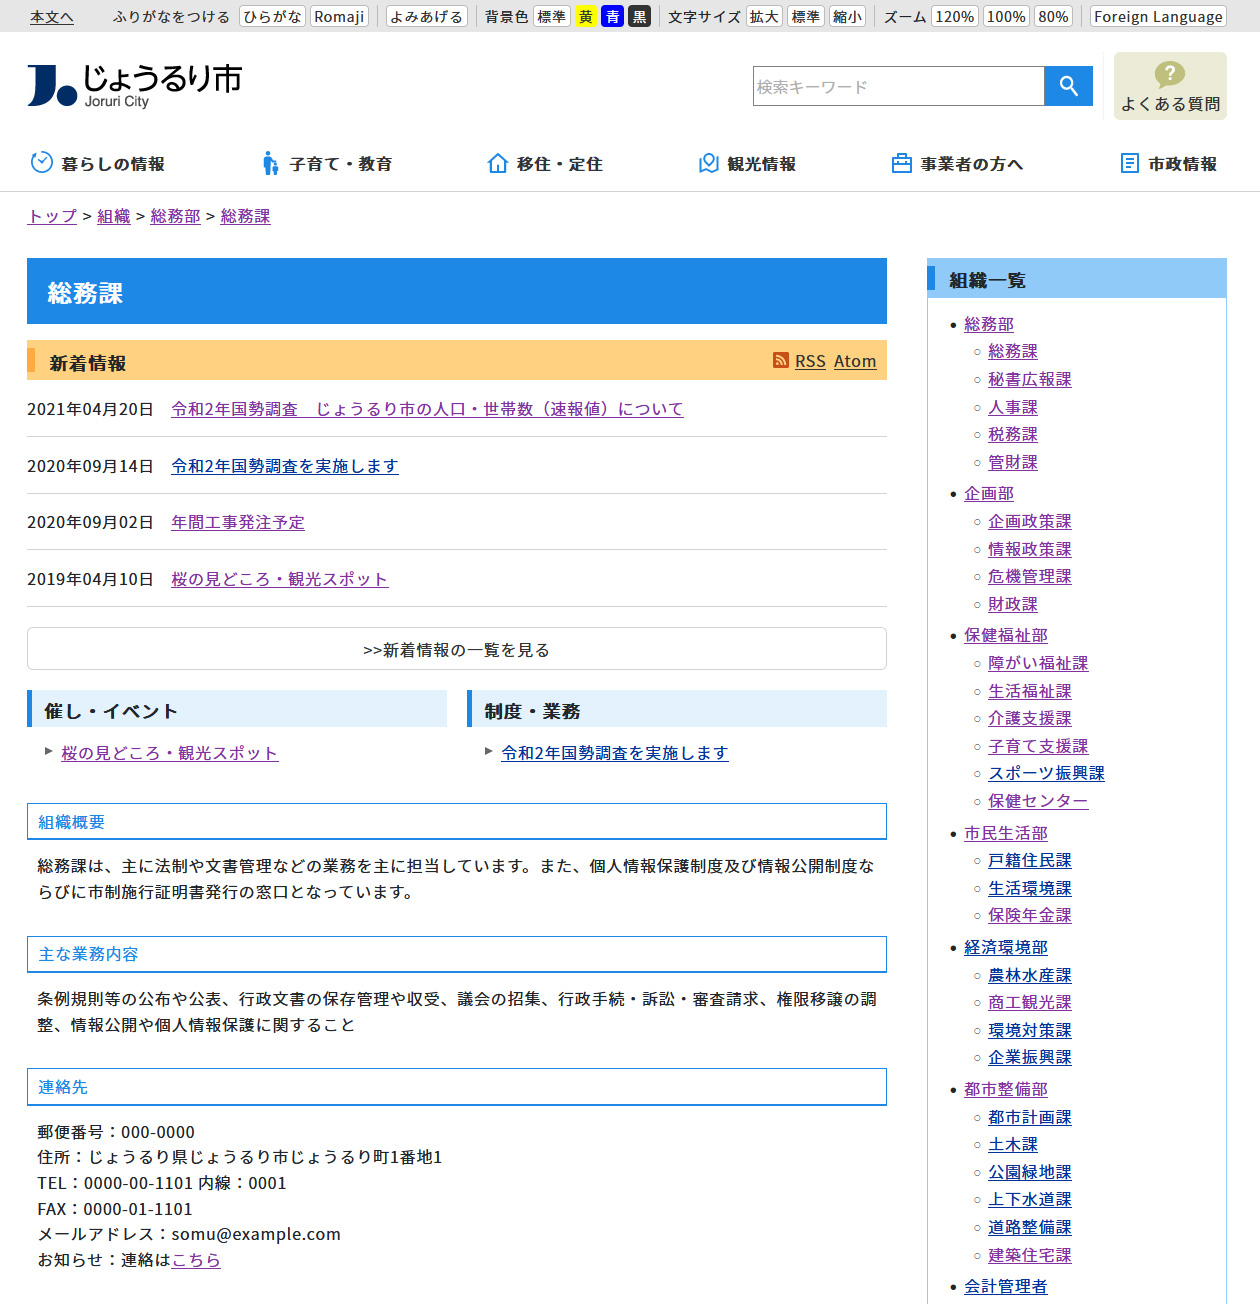 本文へ ふりがなをつける ひらがな Romaji よみあげる 背景色 標準 黄 青 黒 文字サイズ 拡大 標準 縮小 ズーム 120% 100% 80% Foreign Language
じょうるり市
Joruri City
検索キーワード
?
よくある質問
暮らしの情報 子育て・教育 移住・定住 観光情報 事業者の方へ 市政情報
トップ > 組織 > 総務部 > 総務課
総務課
新着情報 RSS Atom
2021年04月20日 令和2年国勢調査　じょうるり市の人口・世帯数（速報値）について
2020年09月14日 令和2年国勢調査を実施します
2020年09月02日 年間工事発注予定
2019年04月10日 桜の見どころ・観光スポット
>>新着情報の一覧を見る
催し・イベント
桜の見どころ・観光スポット
制度・業務
令和2年国勢調査を実施します
組織概要
総務課は、主に法制や文書管理などの業務を主に担当しています。また、個人情報保護制度及び情報公開制度な
らびに市制施行証明書発行の窓口となっています。
主な業務内容
条例規則等の公布や公表、行政文書の保存管理や収受、議会の招集、行政手続・訴訟・審査請求、権限移譲の調
整、情報公開や個人情報保護に関すること
連絡先
郵便番号：000-0000
住所：じょうるり県じょうるり市じょうるり町1番地1
TEL：0000-00-1101 内線：0001
FAX：0000-01-1101
メールアドレス：somu@example.com
お知らせ：連絡はこちら
組織一覧
総務部
総務課
秘書広報課
人事課
税務課
管財課
企画部
企画政策課
情報政策課
危機管理課
財政課
保健福祉部
障がい福祉課
生活福祉課
介護支援課
子育て支援課
スポーツ振興課
保健センター
市民生活部
戸籍住民課
生活環境課
保険年金課
経済環境部
農林水産課
商工観光課
環境対策課
企業振興課
都市整備部
都市計画課
土木課
公園緑地課
上下水道課
道路整備課
建築住宅課
会計管理者